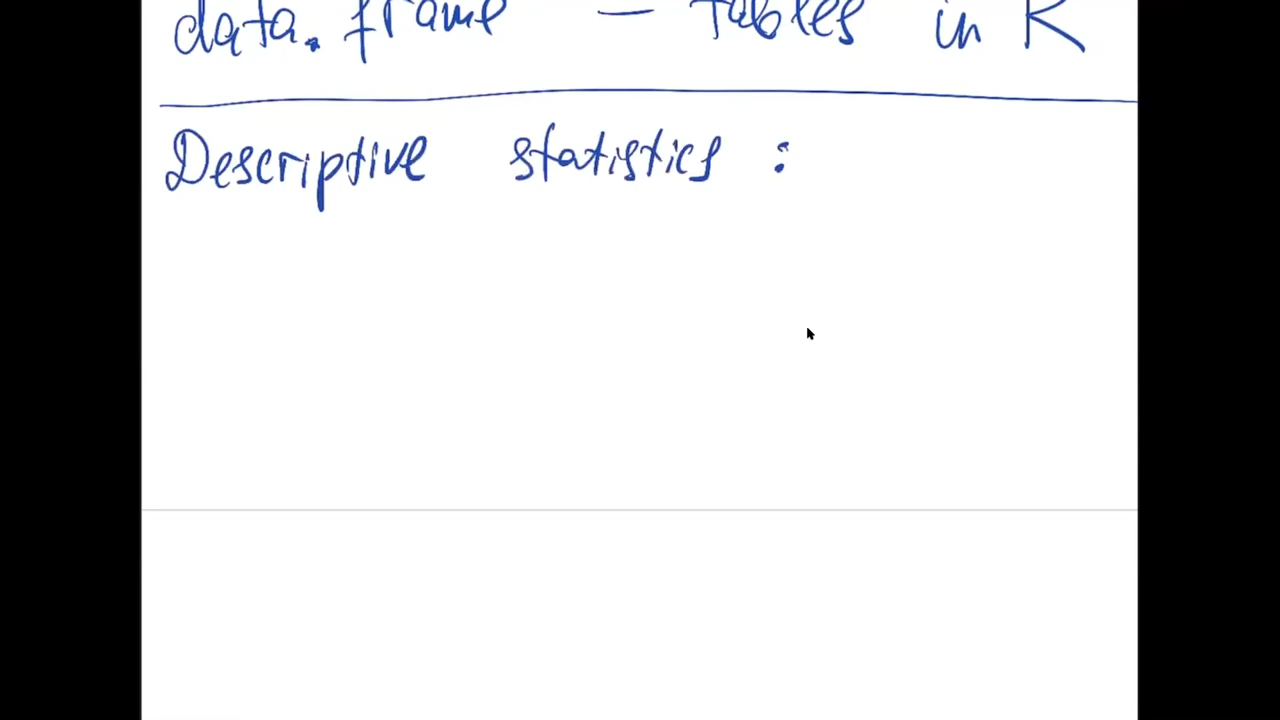 data.frame — tables in R
Descriptive statistics :